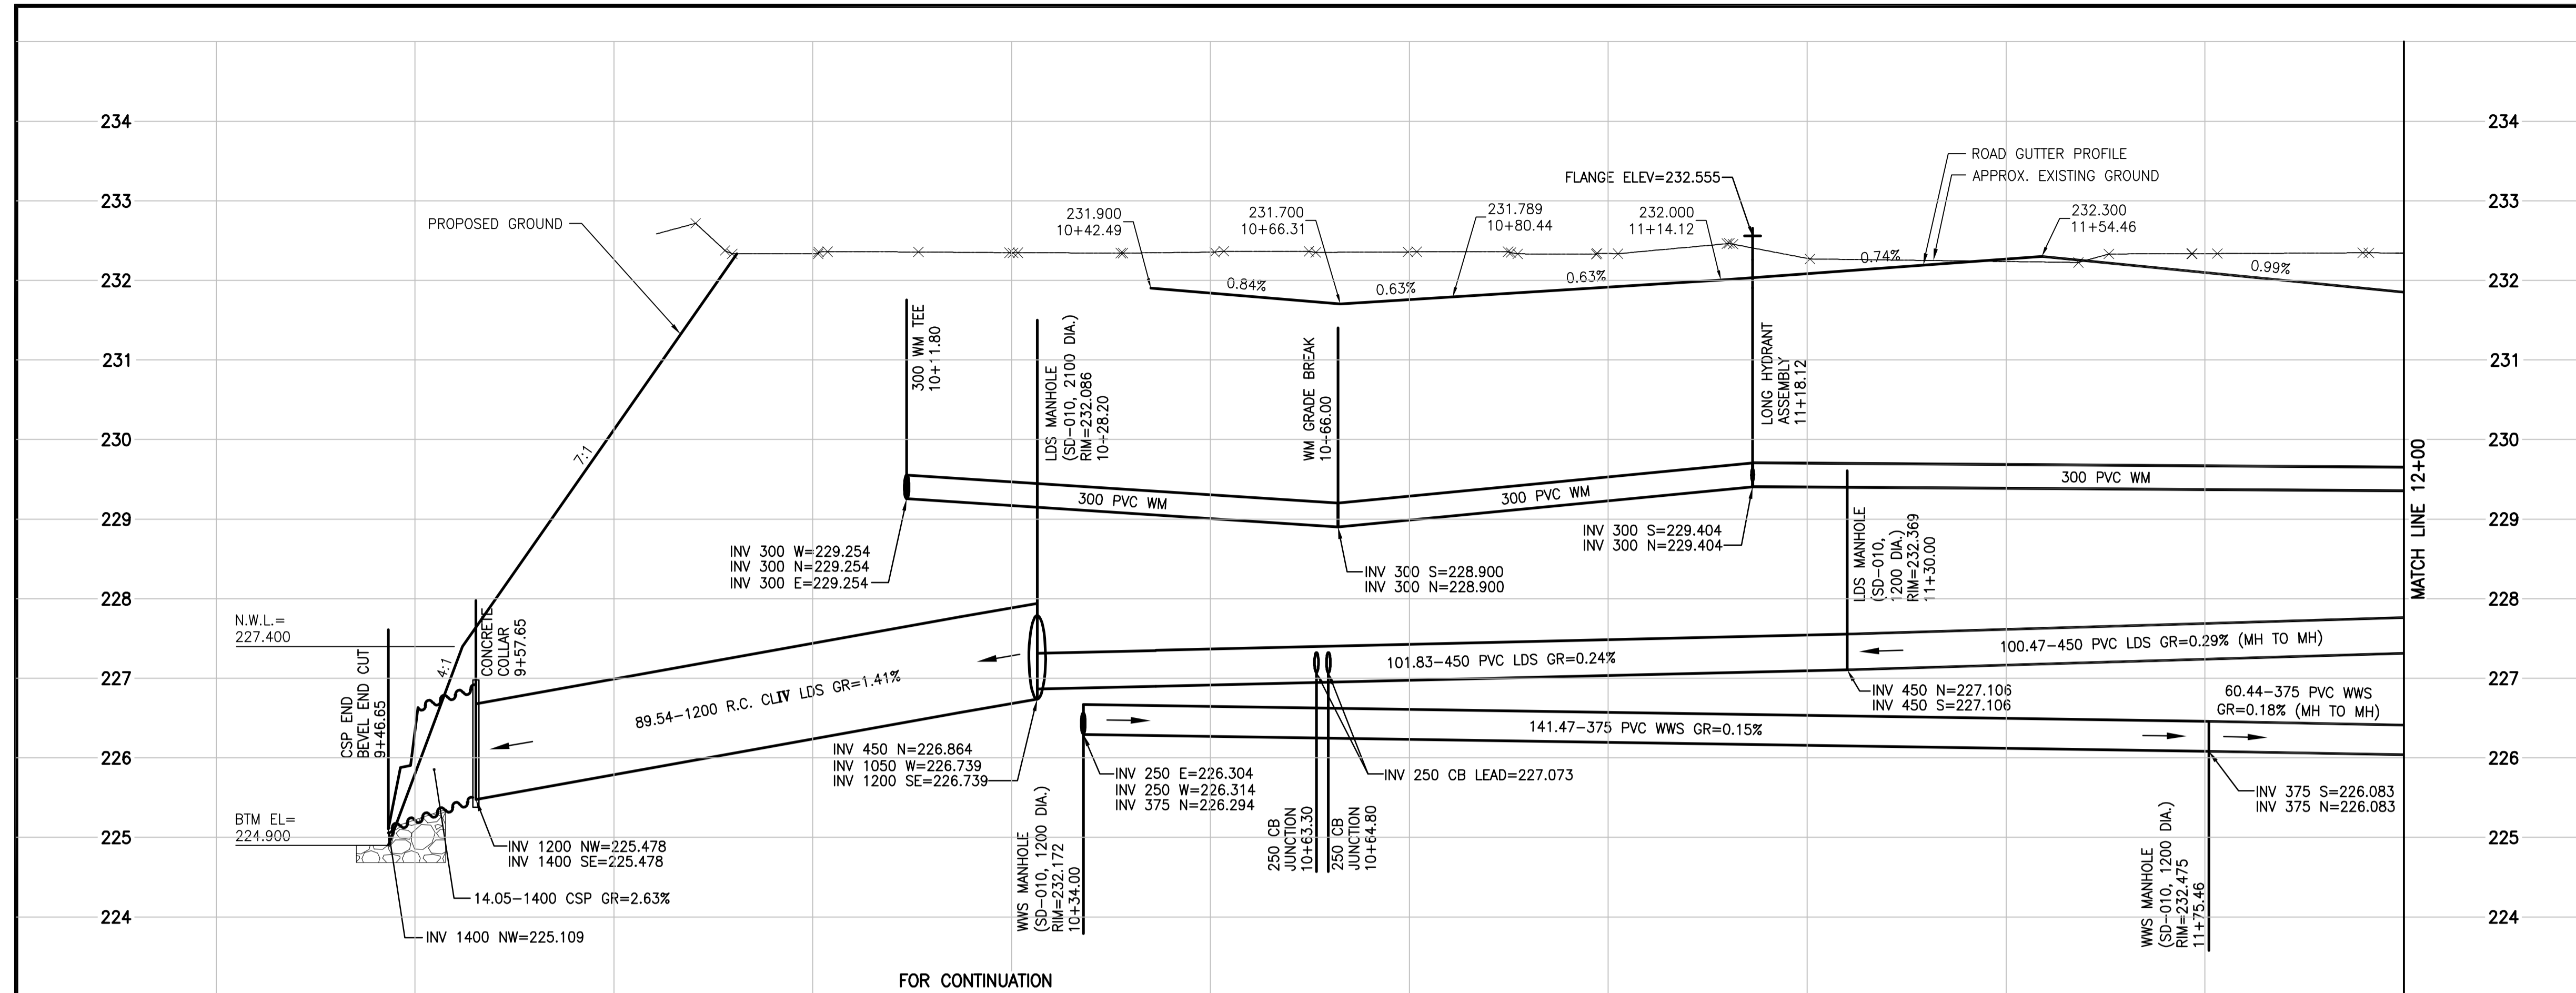 234
233
232
231
230
229
228
227
226
225
224
PROPOSED GROUND
7:1
4:1
N.W.L.=
227.400
BTM EL=
224.900
CSP END
BEVEL END CUT
9+46.65
CONCRETE
COLLAR
9+57.65
INV 1200 NW=225.478
INV 1400 SE=225.478
14.05-1400 CSP GR=2.63%
INV 1400 NW=225.109
89.54-1200 R.C. CLIV LDS GR=1.41%
300 WM TEE
10+11.80
INV 300 W=229.254
INV 300 N=229.254
INV 300 E=229.254
LDS MANHOLE
(SD-010, 2100 DIA.)
RIM=232.086
10+28.20
INV 450 N=226.864
INV 1050 W=226.739
INV 1200 SE=226.739
300 PVC WM
WWS MANHOLE
(SD-010, 1200 DIA.)
RIM=232.172
10+34.00
INV 250 E=226.304
INV 250 W=226.314
INV 375 N=226.294
231.900
10+42.49
0.84%
231.700
10+66.31
0.63%
231.789
10+80.44
0.63%
232.000
11+14.12
FLANGE ELEV=232.555
0.74%
ROAD GUTTER PROFILE
APPROX. EXISTING GROUND
232.300
11+54.46
0.99%
WM GRADE BREAK
10+66.00
INV 300 S=228.900
INV 300 N=228.900
300 PVC WM
LONG HYDRANT
ASSEMBLY
11+18.12
INV 300 S=229.404
INV 300 N=229.404
300 PVC WM
LDS MANHOLE
(SD-010,
1200 DIA.)
RIM=232.369
11+30.00
INV 450 N=227.106
INV 450 S=227.106
101.83-450 PVC LDS GR=0.24%
100.47-450 PVC LDS GR=0.29% (MH TO MH)
60.44-375 PVC WWS
GR=0.18% (MH TO MH)
141.47-375 PVC WWS GR=0.15%
INV 250 CB LEAD=227.073
250 CB
JUNCTION
10+63.30
250 CB
JUNCTION
10+64.80
INV 375 S=226.083
INV 375 N=226.083
WWS MANHOLE
(SD-010, 1200 DIA.)
RIM=232.475
11+75.46
MATCH LINE 12+00
234
233
232
231
230
229
228
227
226
225
224
FOR CONTINUATION